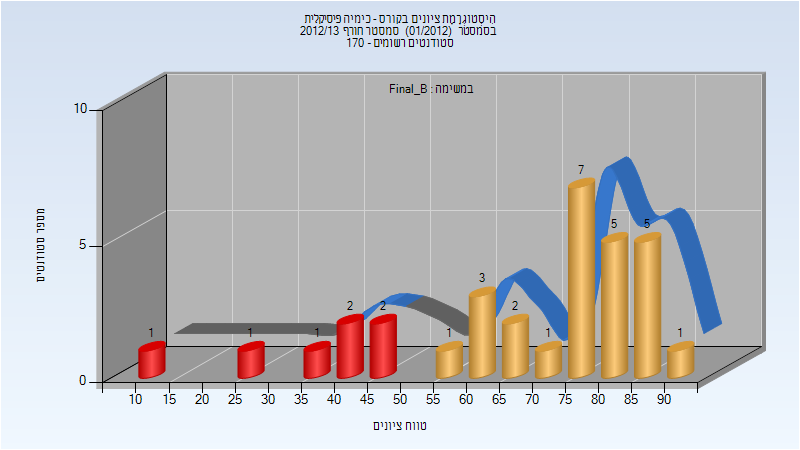 היסטוגרמת ציונים בקורס - כימיה פיסיקלית
בסמסטר (01/2012) סמסטר חורף 2012/13
סטודנטים רשומים - 170
במשימה : Final_B
10
5
0
מספר סטודנטים
1
1
1
2
2
1
3
2
1
7
5
5
1
10 15 20 25 30 35 40 45 50 55 60 65 70 75 80 85 90
טווח ציונים